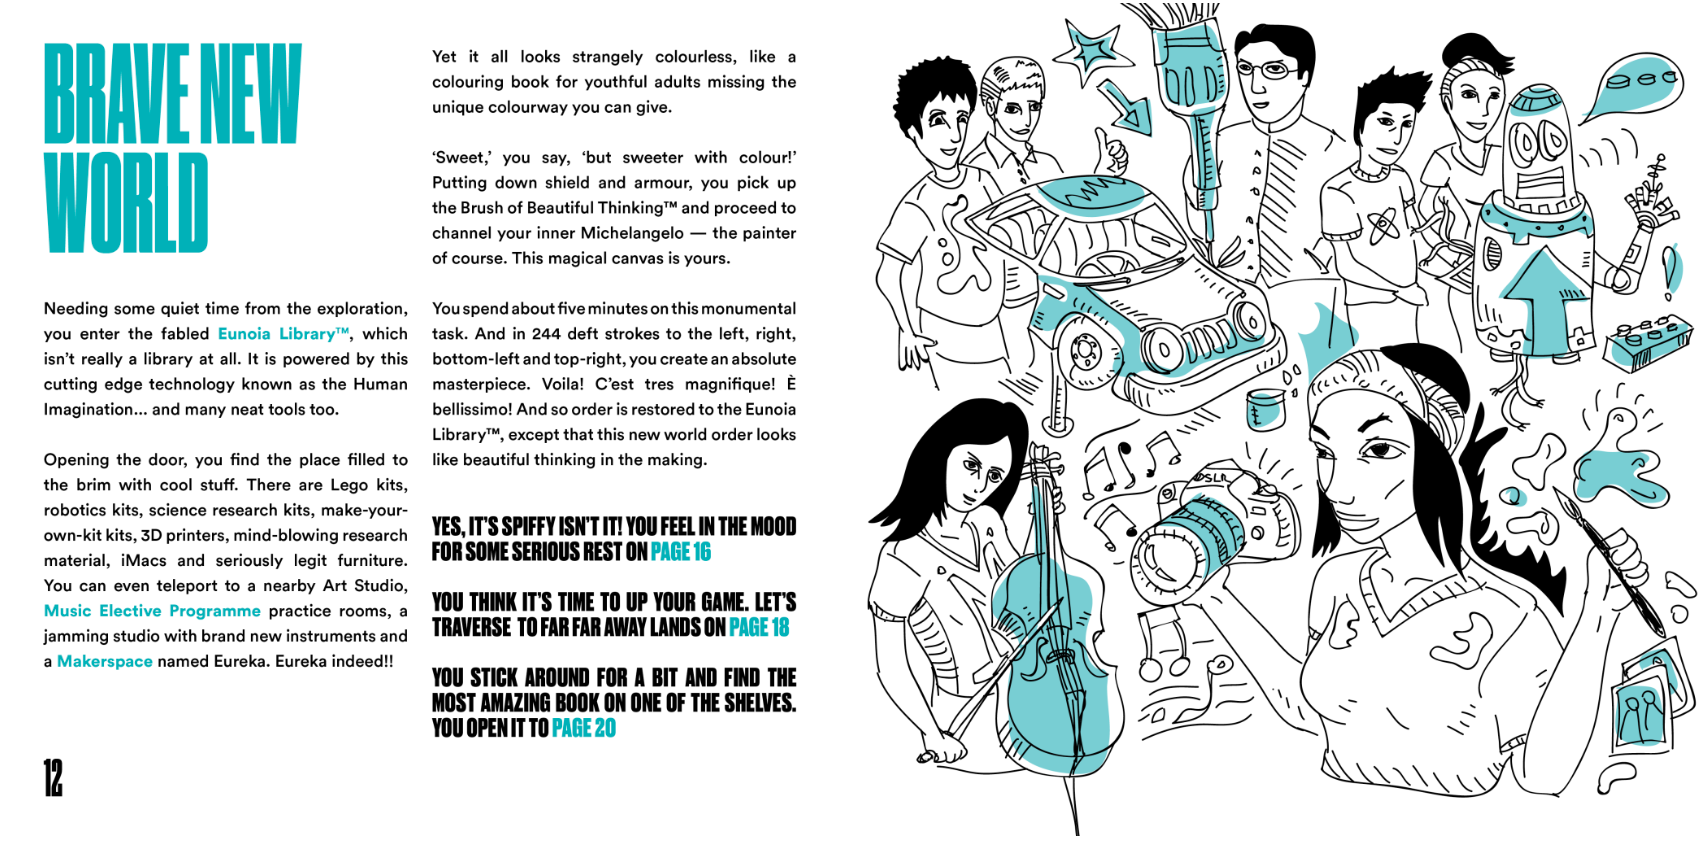 BRAVE NEW
WORLD
Needing some quiet time from the exploration,
you enter the fabled Eunoia Library™, which
isn’t really a library at all. It is powered by this
cutting edge technology known as the Human
Imagination... and many neat tools too.
Opening the door, you find the place filled to
the brim with cool stuff. There are Lego kits,
robotics kits, science research kits, make-your-
own-kit kits, 3D printers, mind-blowing research
material, iMacs and seriously legit furniture.
You can even teleport to a nearby Art Studio,
Music Elective Programme practice rooms, a
jamming studio with brand new instruments and
a Makerspace named Eureka. Eureka indeed!!
12
Yet it all looks strangely colourless, like a
colouring book for youthful adults missing the
unique colourway you can give.
‘Sweet,’ you say, ‘but sweeter with colour!’
Putting down shield and armour, you pick up
the Brush of Beautiful Thinking™ and proceed to
channel your inner Michelangelo — the painter
of course. This magical canvas is yours.
You spend about five minutes on this monumental
task. And in 244 deft strokes to the left, right,
bottom-left and top-right, you create an absolute
masterpiece. Voila! C’est tres magnifique! È
bellissimo! And so order is restored to the Eunoia
Library™, except that this new world order looks
like beautiful thinking in the making.
YES, IT’S SPIFFY ISN’T IT! YOU FEEL IN THE MOOD
FOR SOME SERIOUS REST ON PAGE 16
YOU THINK IT’S TIME TO UP YOUR GAME. LET’S
TRAVERSE TO FAR FAR AWAY LANDS ON PAGE 18
YOU STICK AROUND FOR A BIT AND FIND THE
MOST AMAZING BOOK ON ONE OF THE SHELVES.
YOU OPEN IT TO PAGE 20
DSLR